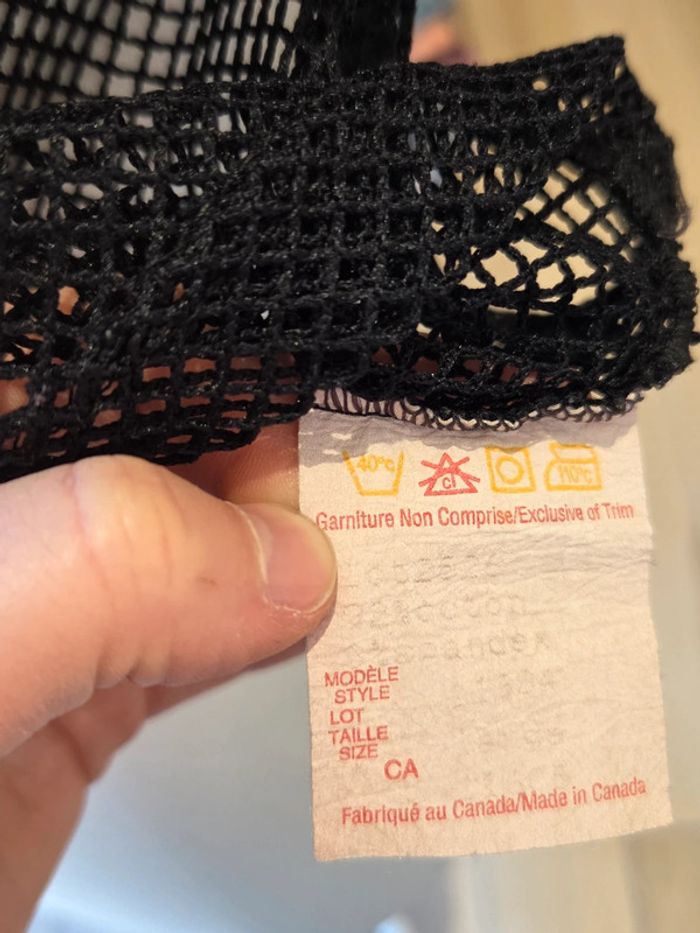 40°C cl 110°C
Garniture Non Comprise/Exclusive of Trim
spandex
MODÈLE
STYLE
LOT
TAILLE
SIZE
CA
Fabriqué au Canada/Made in Canada